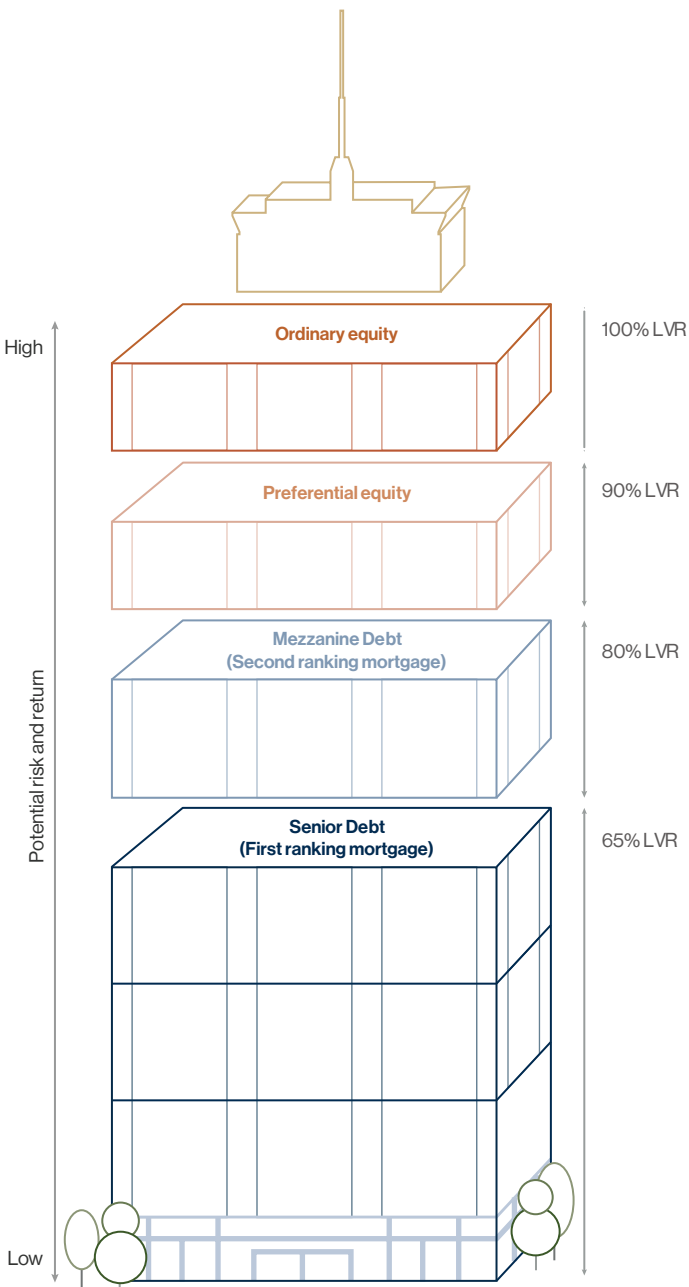 High
Ordinary equity
100% LVR
Preferential equity
90% LVR
Mezzanine Debt
(Second ranking mortgage)
80% LVR
Senior Debt
(First ranking mortgage)
65% LVR
Potential risk and return
Low